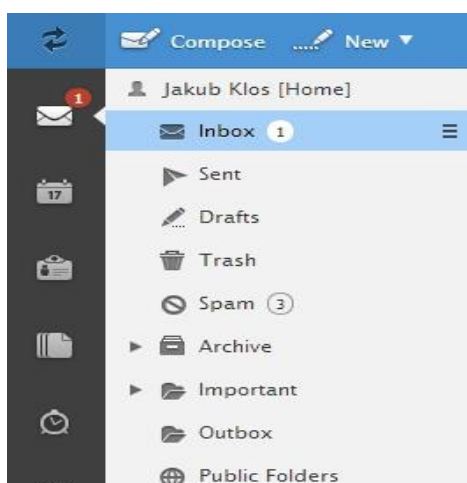 Compose New
1
Jakub Klos [Home]
Inbox 1
17
Sent
Drafts
Trash
Spam 3
Archive
Important
Outbox
Public Folders